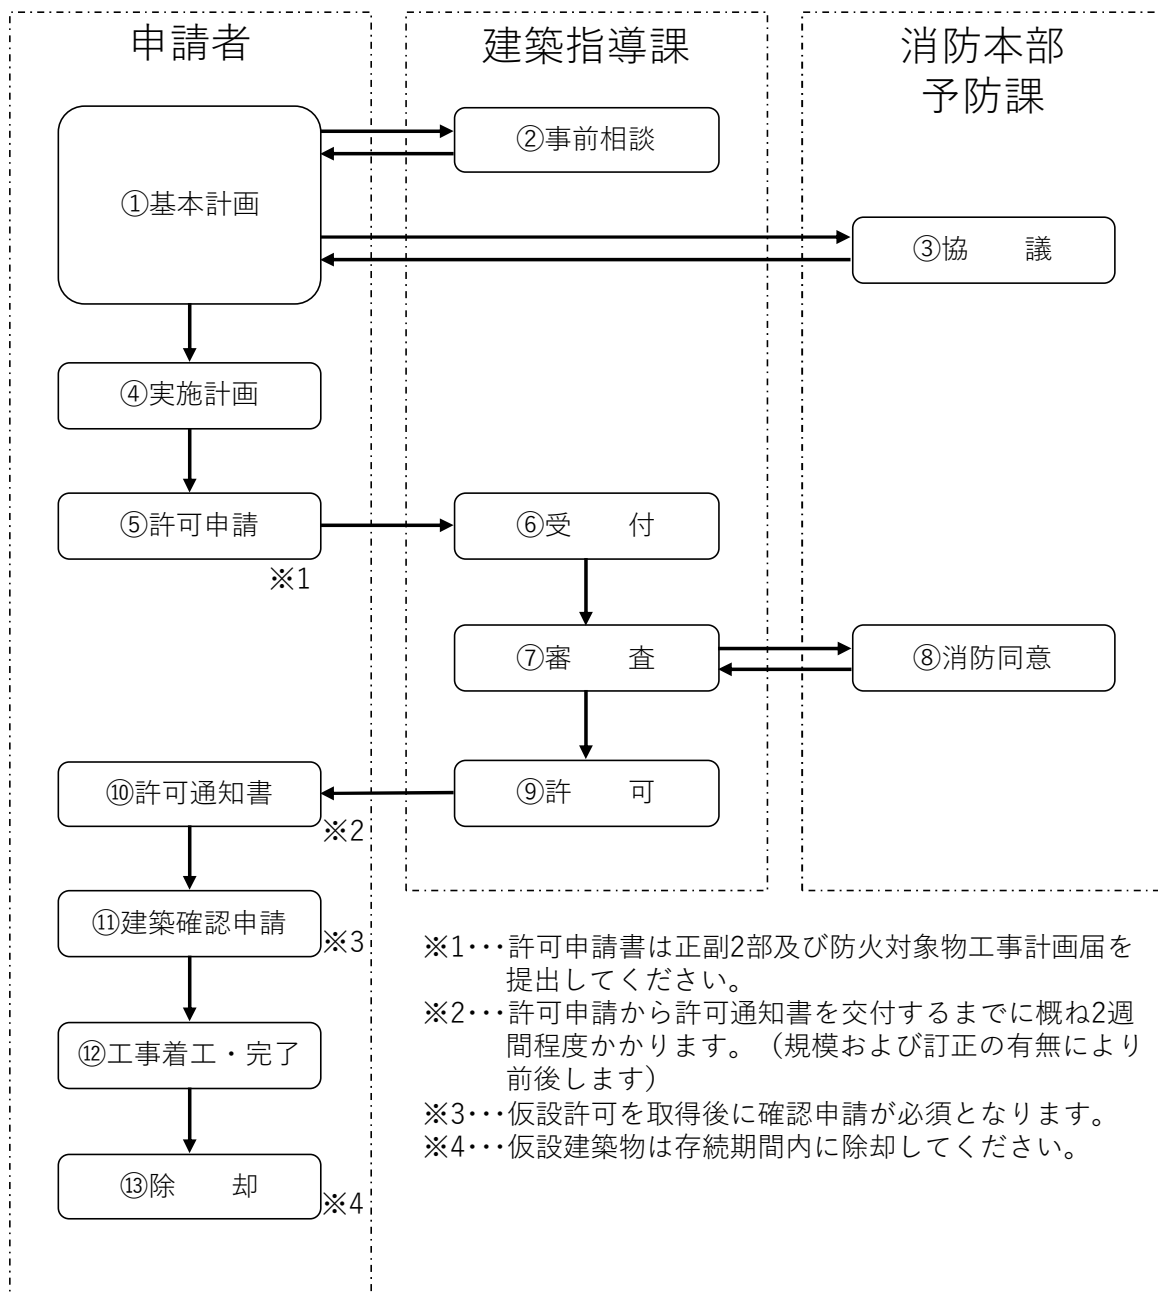 申請者
建築指導課
消防本部
予防課
①基本計画
②事前相談
③協　　議
④実施計画
⑤許可申請
※1
⑥受　　付
⑦審　　査
⑧消防同意
⑨許　　可
⑩許可通知書
※2
⑪建築確認申請
※3
⑫工事着工・完了
⑬除　　却
※4
※1･･･許可申請書は正副2部及び防火対象物工事計画届を
提出してください。
※2･･･許可申請から許可通知書を交付するまでに概ね2週
間程度かかります。（規模および訂正の有無により
前後します）
※3･･･仮設許可を取得後に確認申請が必須となります。
※4･･･仮設建築物は存続期間内に除却してください。